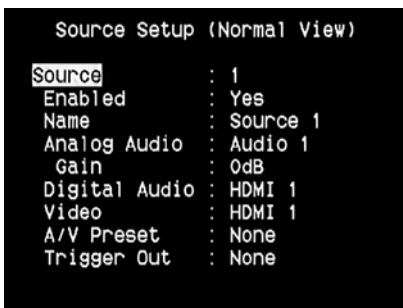 Source Setup (Normal View)
Source : 1
Enabled : Yes
Name : Source 1
Analog Audio : Audio 1
Gain : 0dB
Digital Audio : HDMI 1
Video : HDMI 1
A/V Preset : None
Trigger Out : None